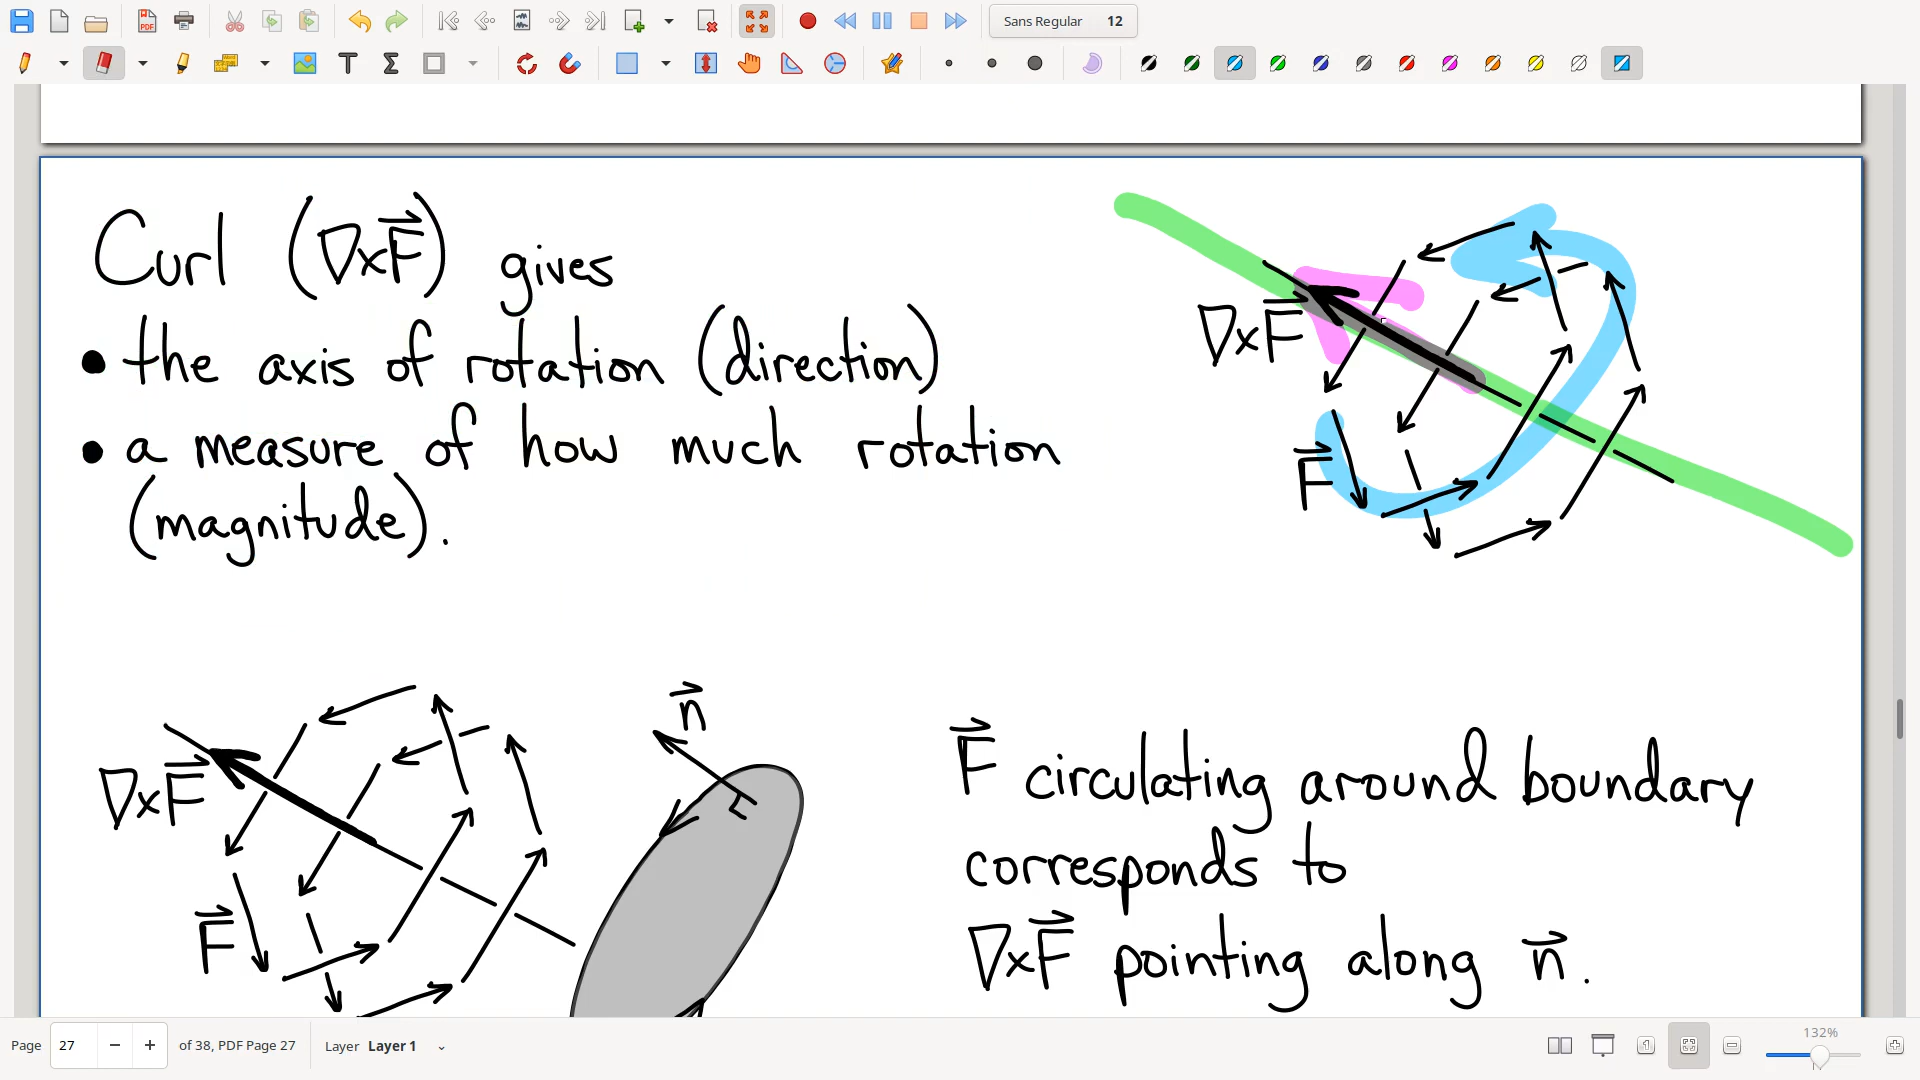 Sans Regular 12
Curl (∇×F⃗) gives
• the axis of rotation (direction)
• a measure of how much rotation
(magnitude).
∇×F⃗
F⃗
∇×F⃗
F⃗
n⃗
F⃗ circulating around boundary
corresponds to
∇×F⃗ pointing along n⃗.
Page 27 of 38, PDF Page 27 Layer Layer 1 132%